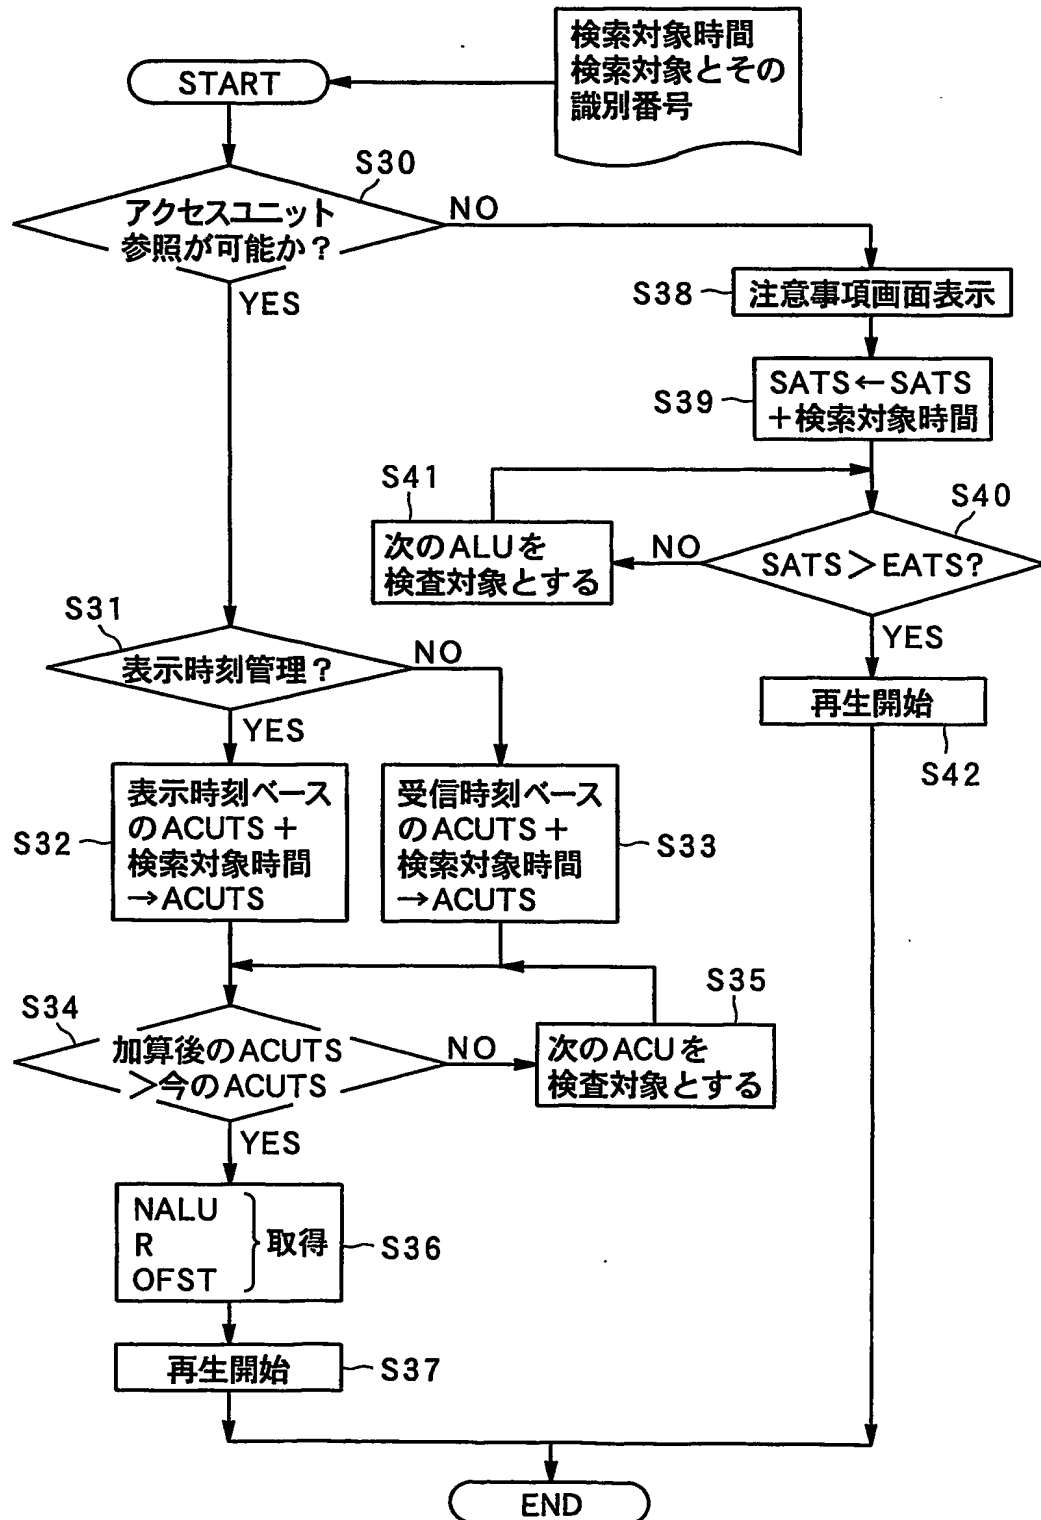 検索対象時間
検索対象とその
識別番号
START
S30
アクセスユニット
参照が可能か?
NO
YES
S38
注意事項画面表示
S39
SATS←SATS
+検索対象時間
S41
次のALUを
検査対象とする
S40
NO
SATS>EATS?
YES
再生開始
S42
S31
表示時刻管理?
NO
YES
S32
表示時刻ベース
のACUTS+
検索対象時間
→ACUTS
受信時刻ベース
のACUTS+
検索対象時間
→ACUTS
S33
S34
加算後のACUTS
>今のACUTS
NO
S35
次のACUを
検査対象とする
YES
NALU
R
OFST
取得
S36
再生開始
S37
END